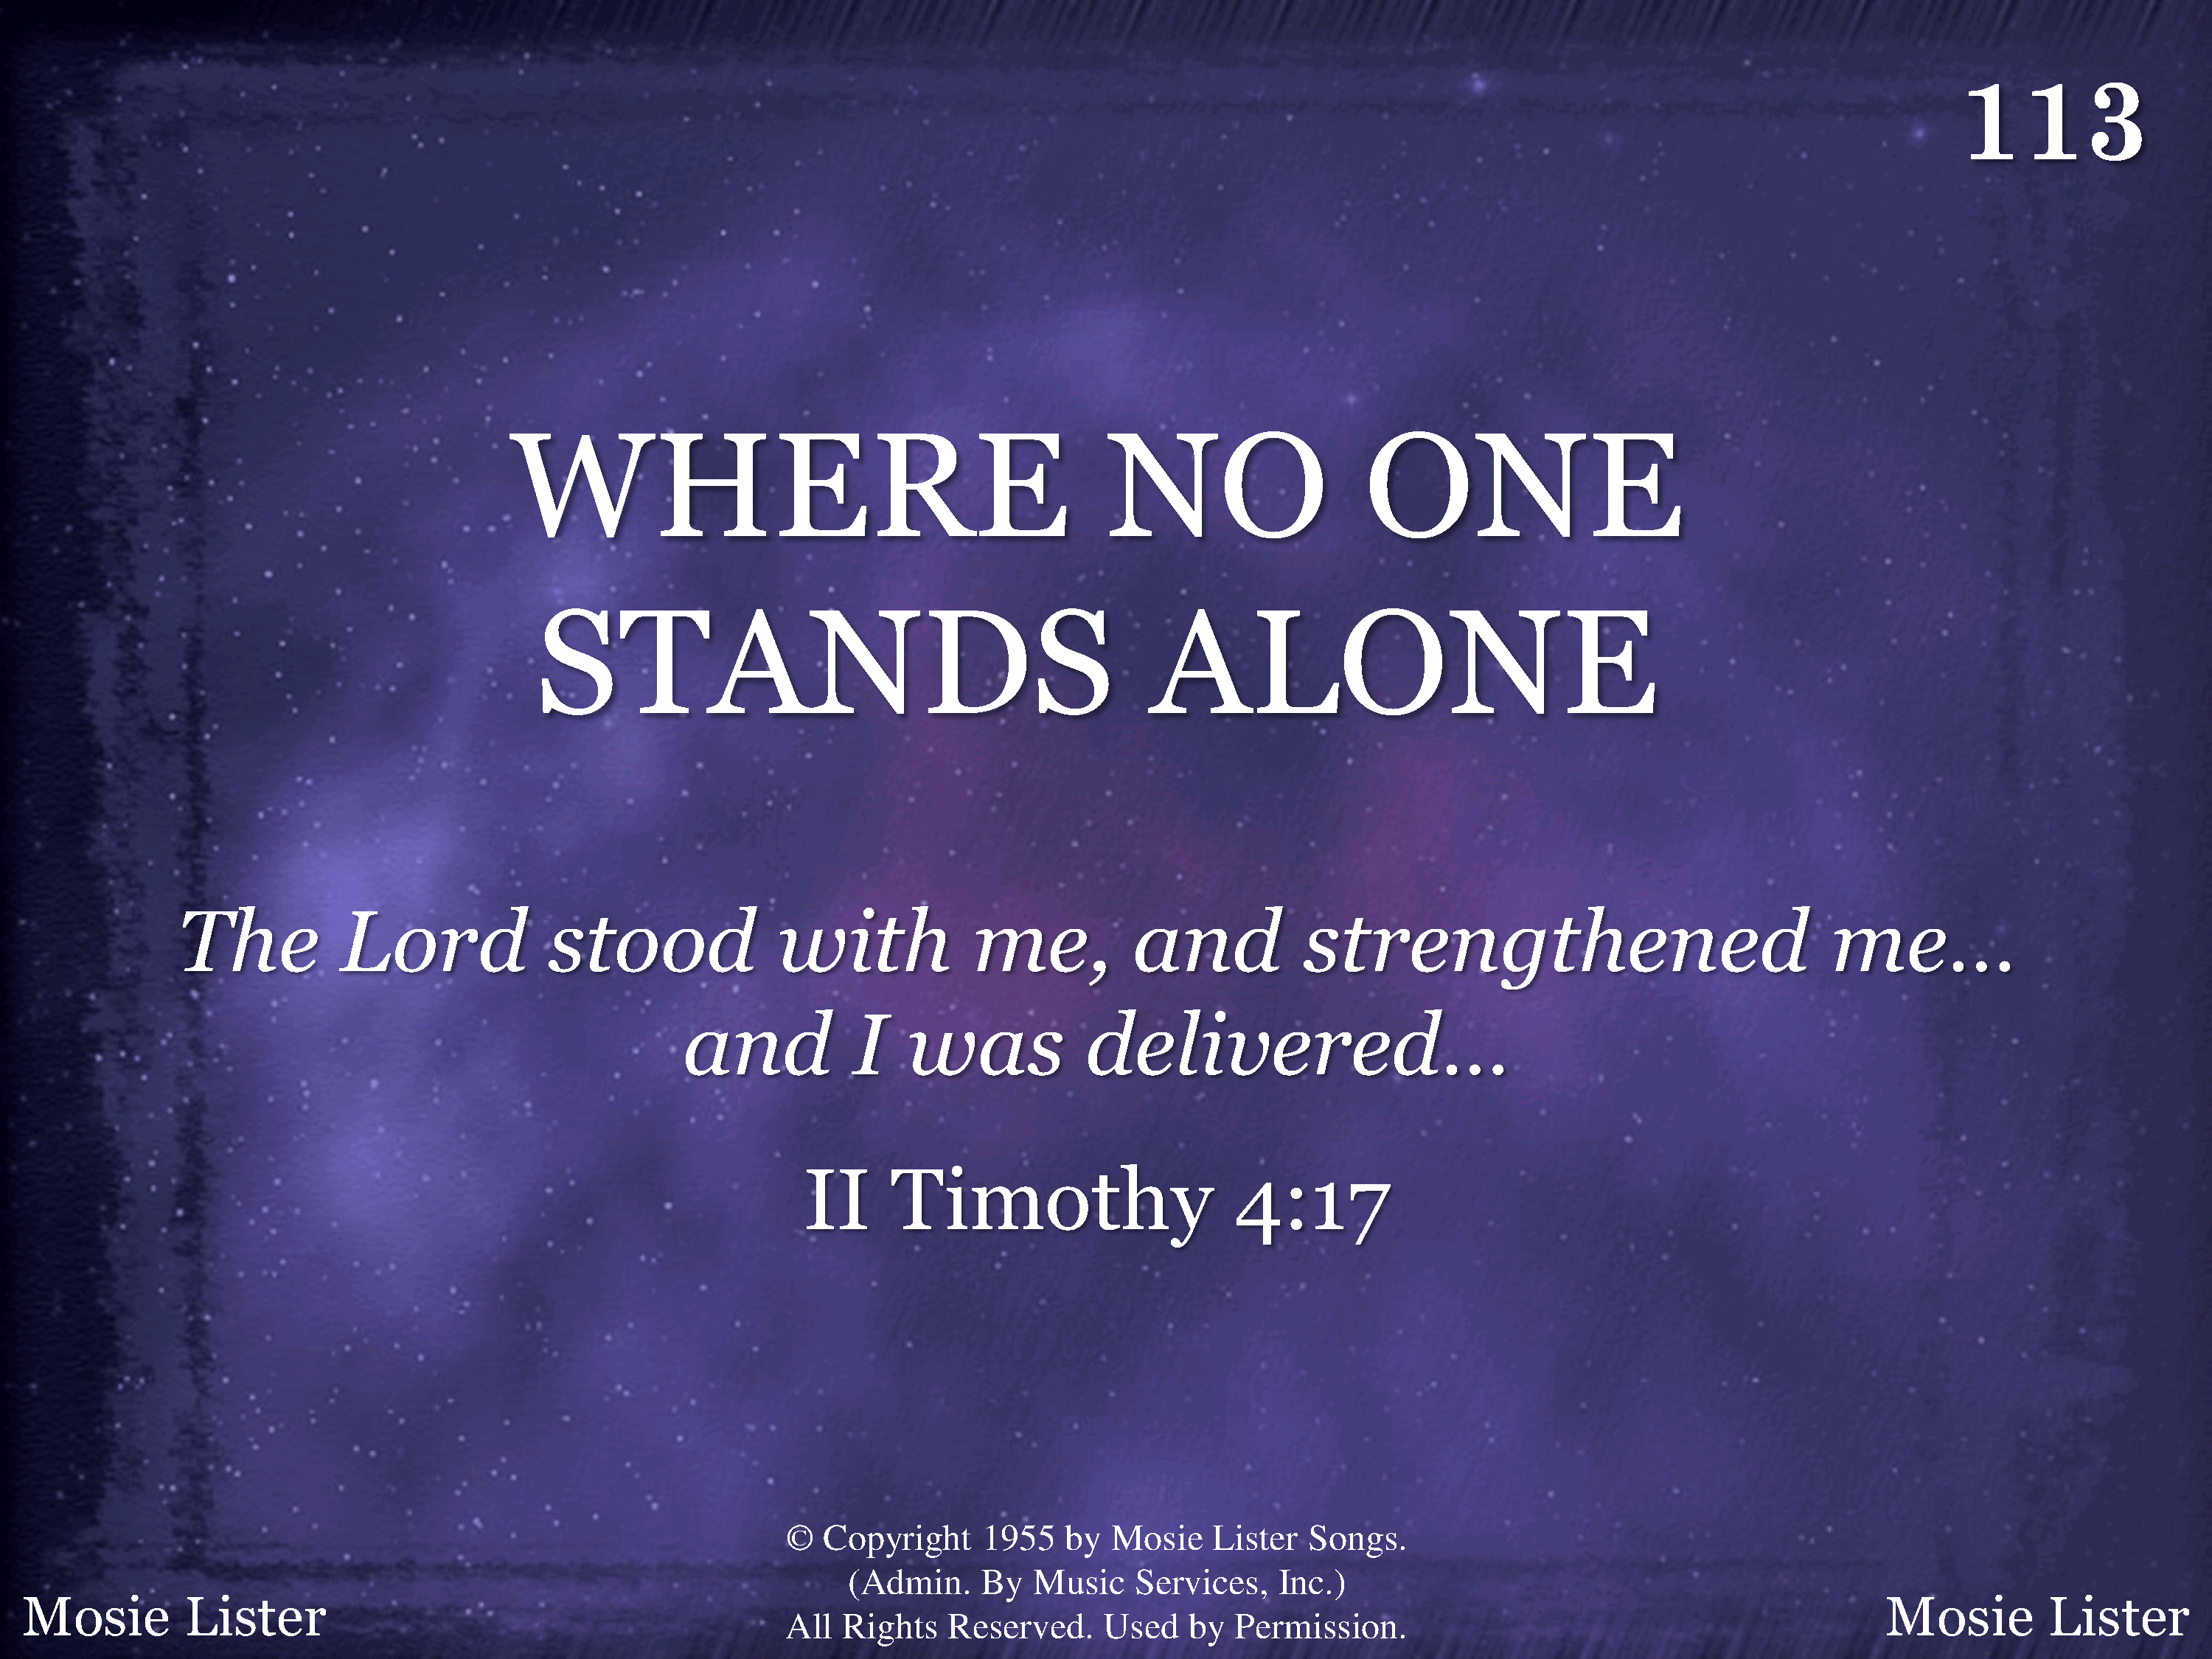 113
WHERE NO ONE
STANDS ALONE
The Lord stood with me, and strengthened me...
and I was delivered...
II Timothy 4:17
© Copyright 1955 by Mosie Lister Songs.
(Admin. By Music Services, Inc.)
All Rights Reserved. Used by Permission.
Mosie Lister
Mosie Lister